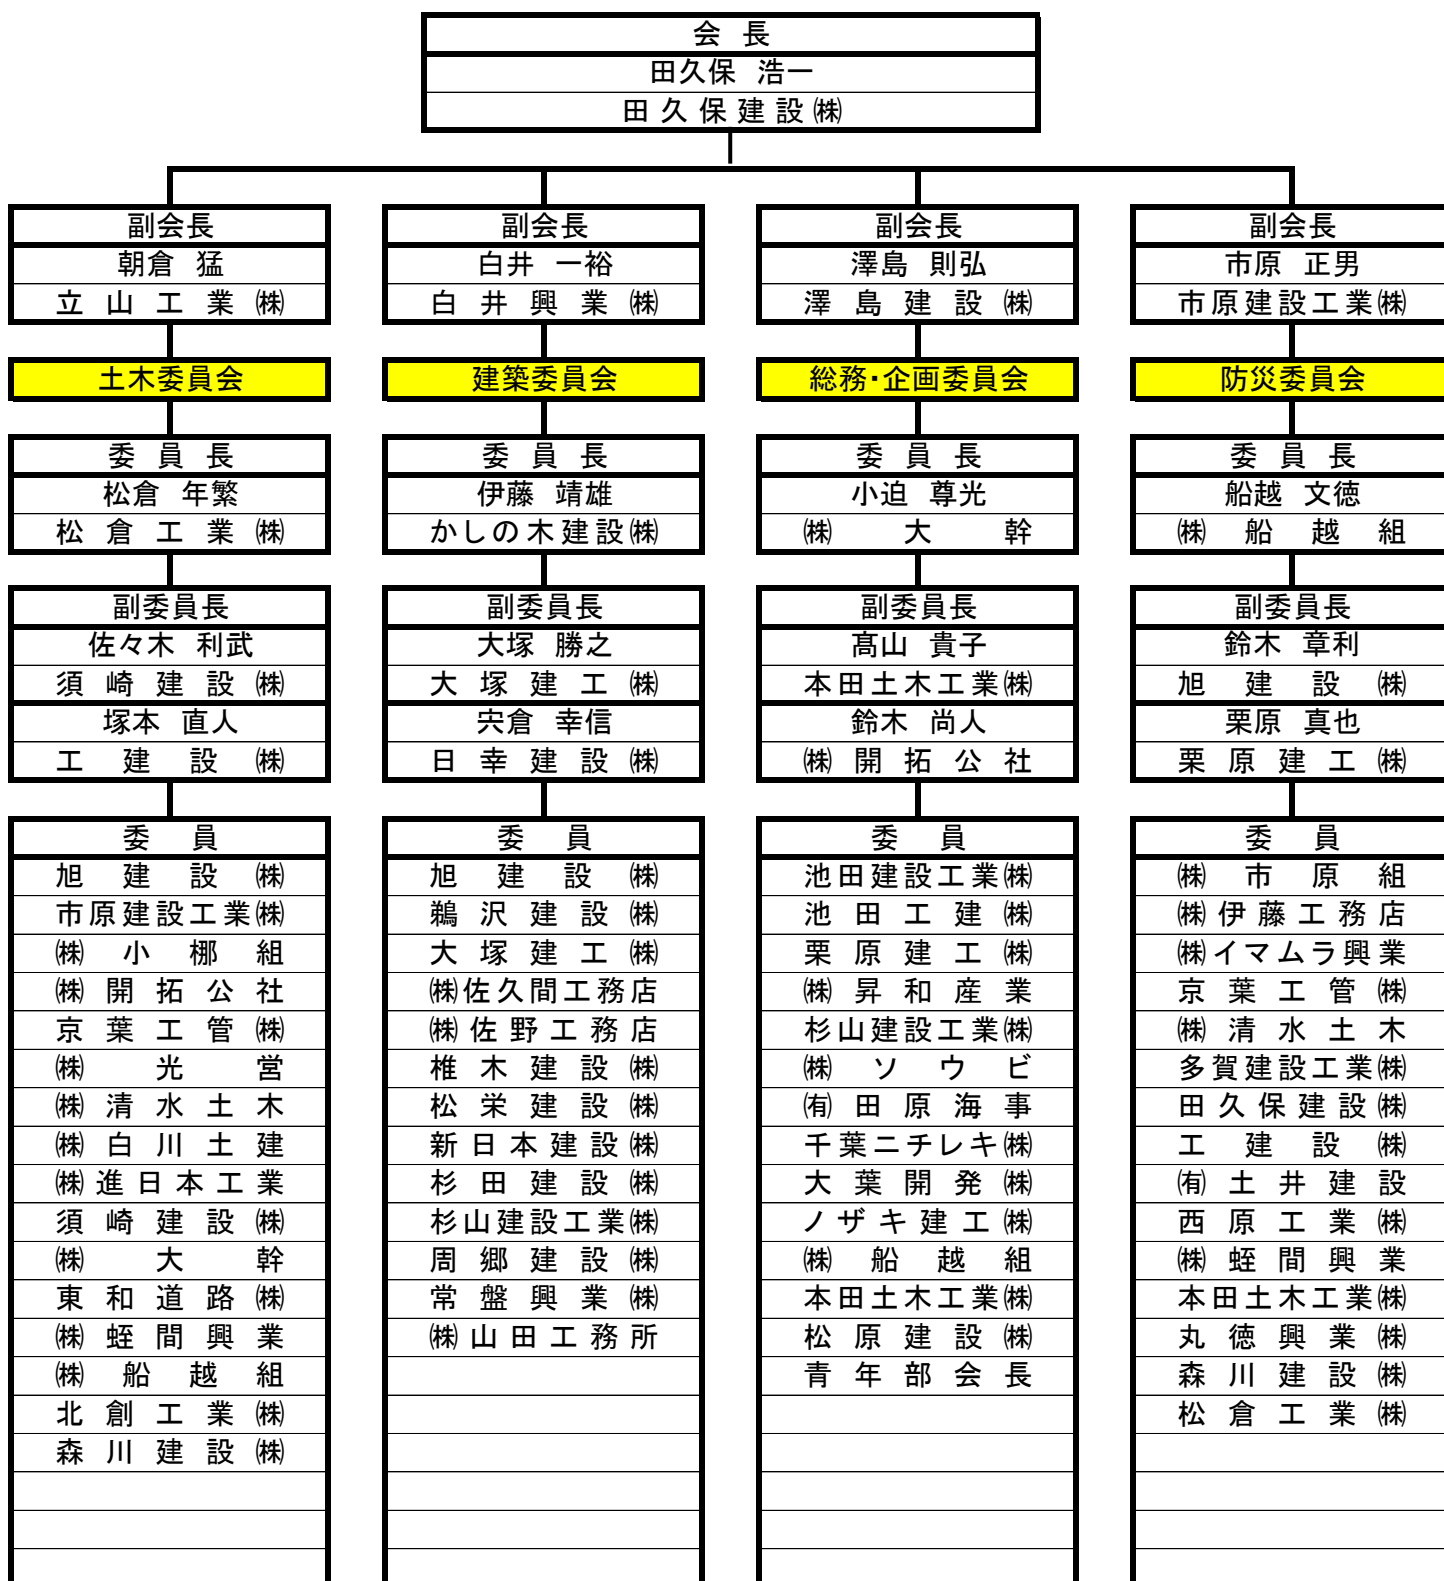 会長
田久保 浩一
田久保建設㈱
副会長
朝倉 猛
立山工業㈱
土木委員会
委員長
松倉 年繁
松倉工業㈱
副委員長
佐々木 利武
須崎建設㈱
塚本 直人
工建設㈱
委員
旭建設㈱
市原建設工業㈱
㈱小梛組
㈱開拓公社
京葉工管㈱
㈱光営
㈱清水土木
㈱白川土建
㈱進日本工業
須崎建設㈱
㈱大幹
東和道路㈱
㈱蛭間興業
㈱船越組
北創工業㈱
森川建設㈱
副会長
白井 一裕
白井興業㈱
建築委員会
委員長
伊藤 靖雄
かしの木建設㈱
副委員長
大塚 勝之
大塚建工㈱
宍倉 幸信
日幸建設㈱
委員
旭建設㈱
鵜沢建設㈱
大塚建工㈱
㈱佐久間工務店
㈱佐野工務店
椎木建設㈱
松栄建設㈱
新日本建設㈱
杉田建設㈱
杉山建設工業㈱
周郷建設㈱
常盤興業㈱
㈱山田工務所
副会長
澤島 則弘
澤島建設㈱
総務・企画委員会
委員長
小迫 尊光
㈱大幹
副委員長
髙山 貴子
本田土木工業㈱
鈴木 尚人
㈱開拓公社
委員
池田建設工業㈱
池田工建㈱
栗原建工㈱
㈱昇和産業
杉山建設工業㈱
㈱ソウビ
㈲田原海事
千葉ニチレキ㈱
大葉開発㈱
ノザキ建工㈱
㈱船越組
本田土木工業㈱
松原建設㈱
青年部会長
副会長
市原 正男
市原建設工業㈱
防災委員会
委員長
船越 文徳
㈱船越組
副委員長
鈴木 章利
旭建設㈱
栗原 真也
栗原建工㈱
委員
㈱市原組
㈱伊藤工務店
㈱イマムラ興業
京葉工管㈱
㈱清水土木
多賀建設工業㈱
田久保建設㈱
工建設㈱
㈲土井建設
西原工業㈱
㈱蛭間興業
本田土木工業㈱
丸徳興業㈱
森川建設㈱
松倉工業㈱